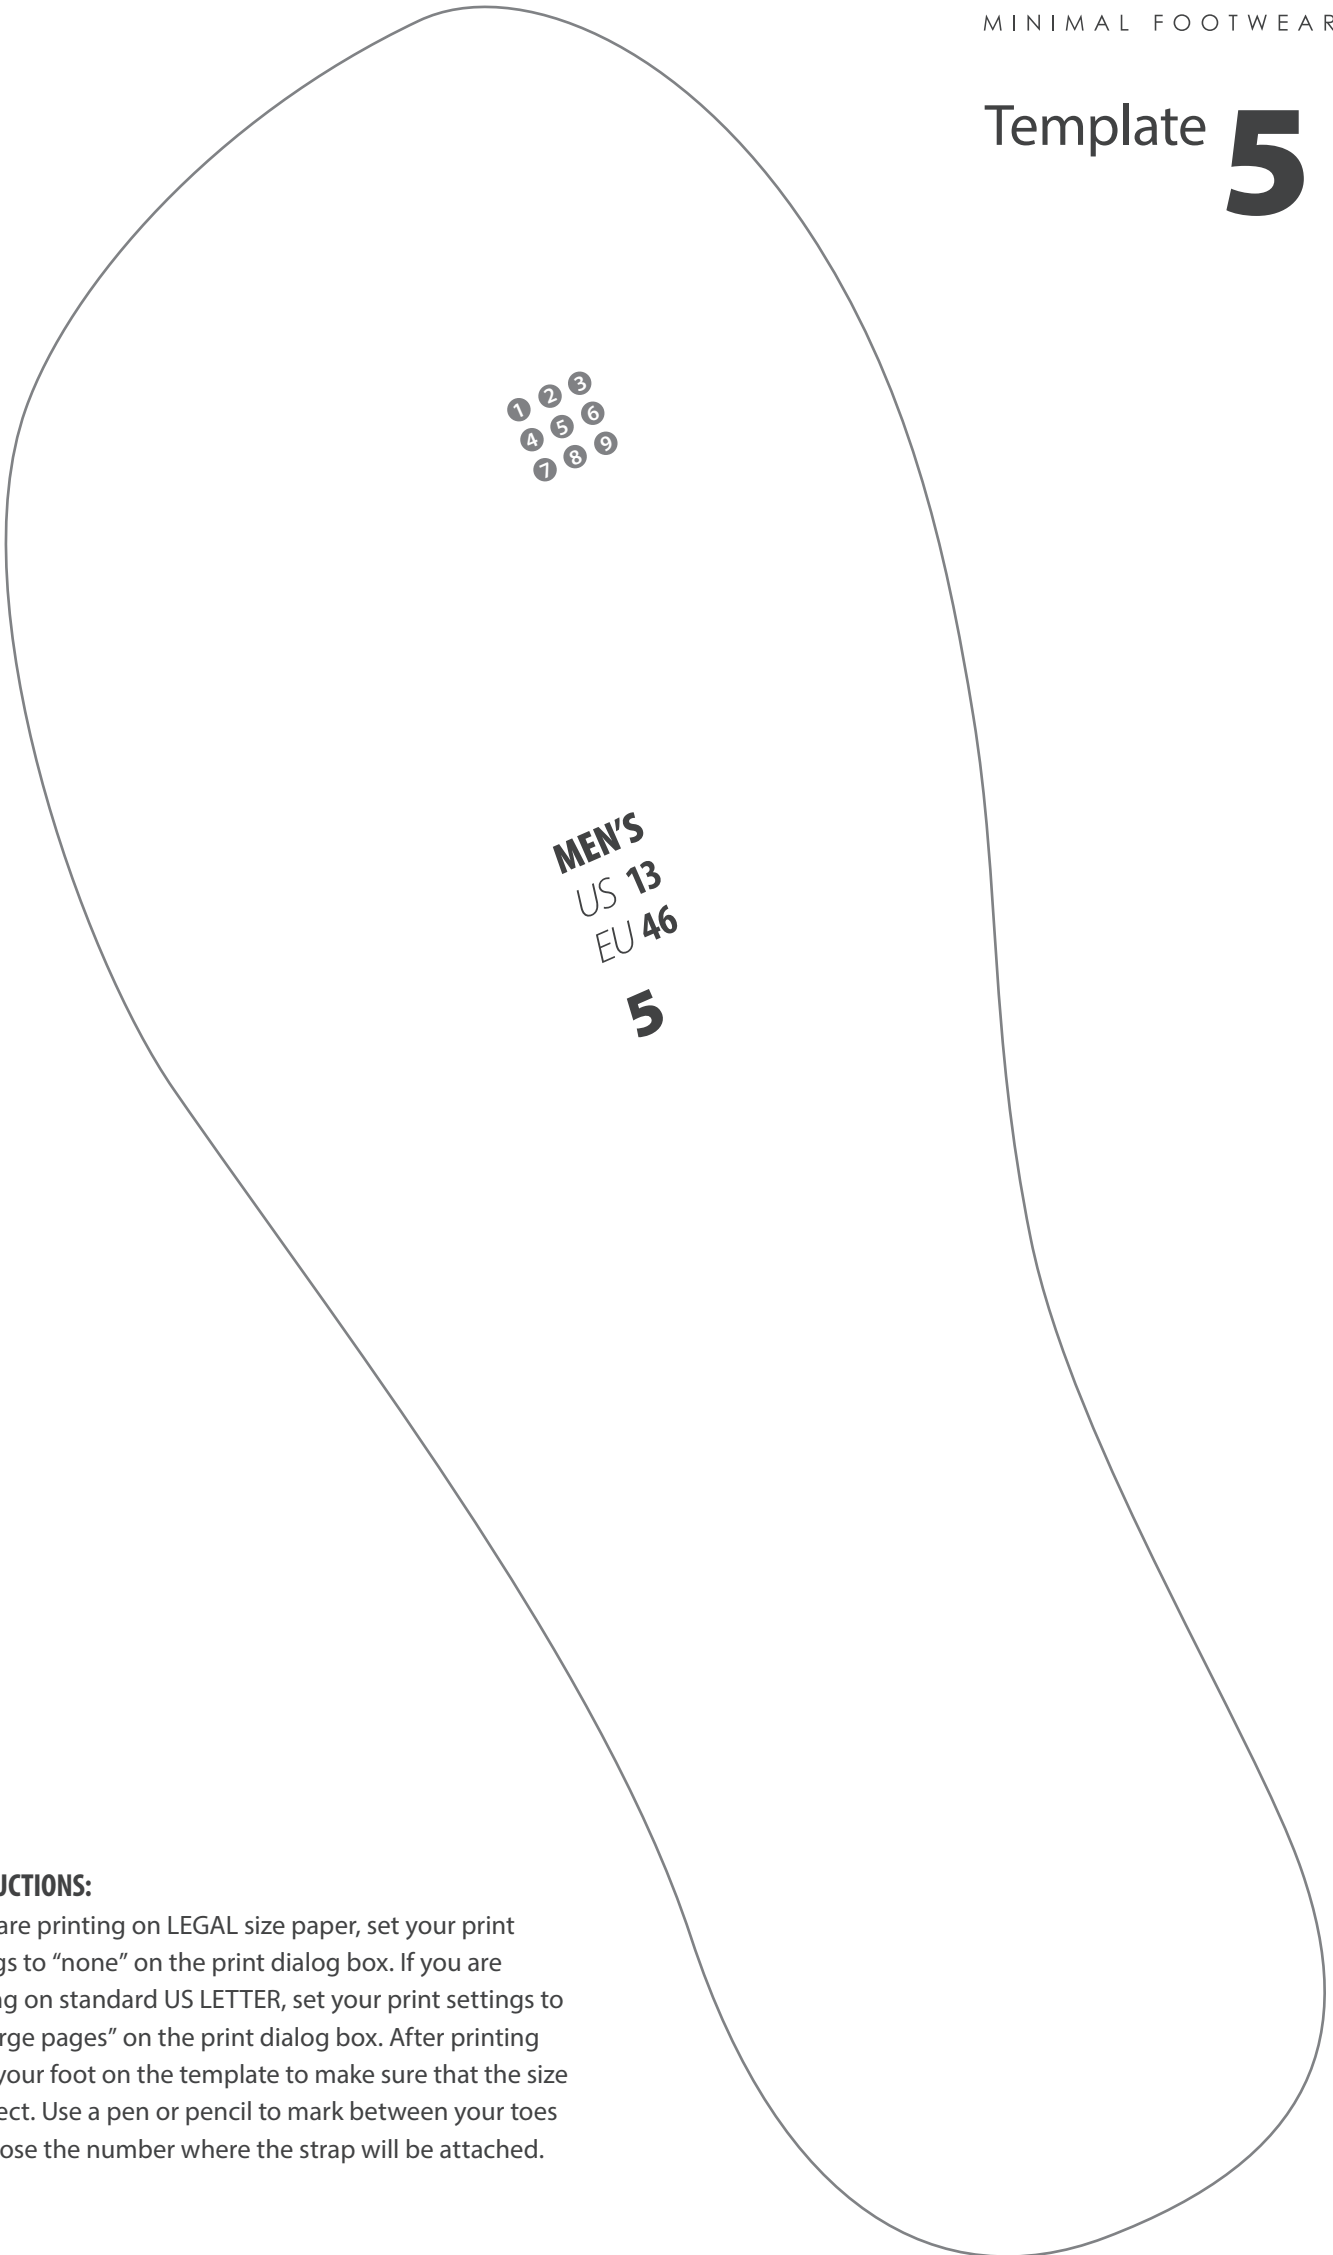 MINIMAL FOOTWEAR
Template 5
1 2 3
4 5 6
7 8 9
MEN'S
US 13
EU 46
5
UCTIONS:
are printing on LEGAL size paper, set your print
gs to “none” on the print dialog box. If you are
ng on standard US LETTER, set your print settings to
rge pages” on the print dialog box. After printing
your foot on the template to make sure that the size
ect. Use a pen or pencil to mark between your toes
ose the number where the strap will be attached.